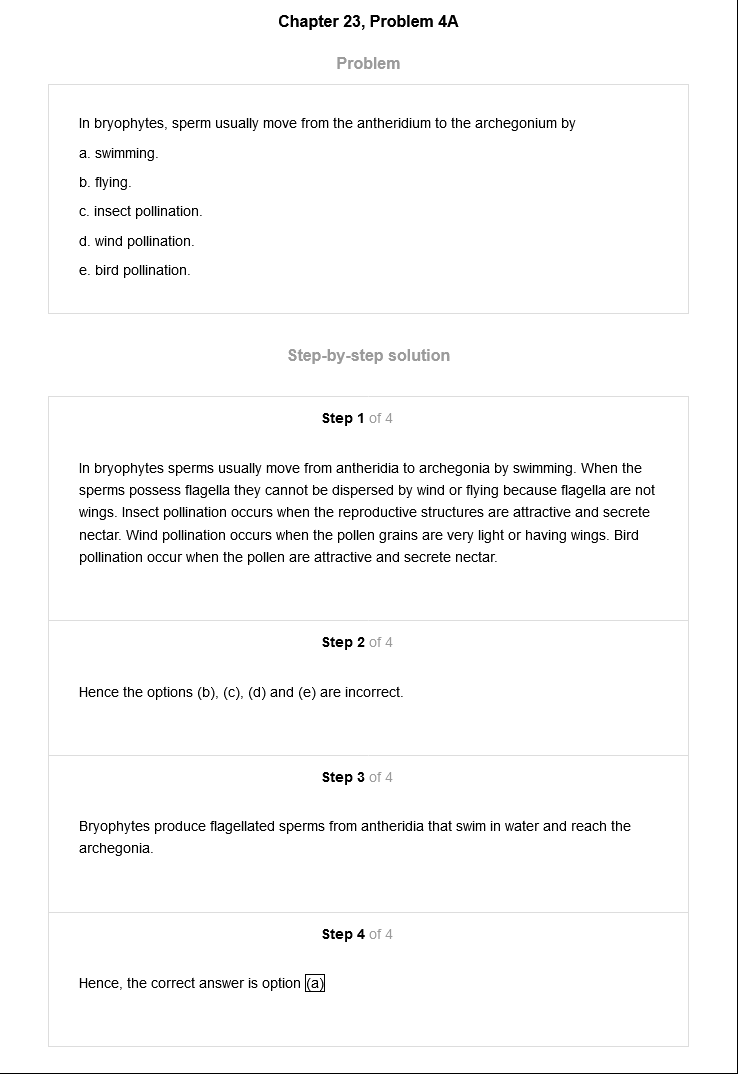 Chapter 23, Problem 4A
Problem
In bryophytes, sperm usually move from the antheridium to the archegonium by
a. swimming.
b. flying.
c. insect pollination.
d. wind pollination.
e. bird pollination.
Step-by-step solution
Step 1 of 4
In bryophytes sperms usually move from antheridia to archegonia by swimming. When the
sperms possess flagella they cannot be dispersed by wind or flying because flagella are not
wings. Insect pollination occurs when the reproductive structures are attractive and secrete
nectar. Wind pollination occurs when the pollen grains are very light or having wings. Bird
pollination occur when the pollen are attractive and secrete nectar.
Step 2 of 4
Hence the options (b), (c), (d) and (e) are incorrect.
Step 3 of 4
Bryophytes produce flagellated sperms from antheridia that swim in water and reach the
archegonia.
Step 4 of 4
Hence, the correct answer is option (a)